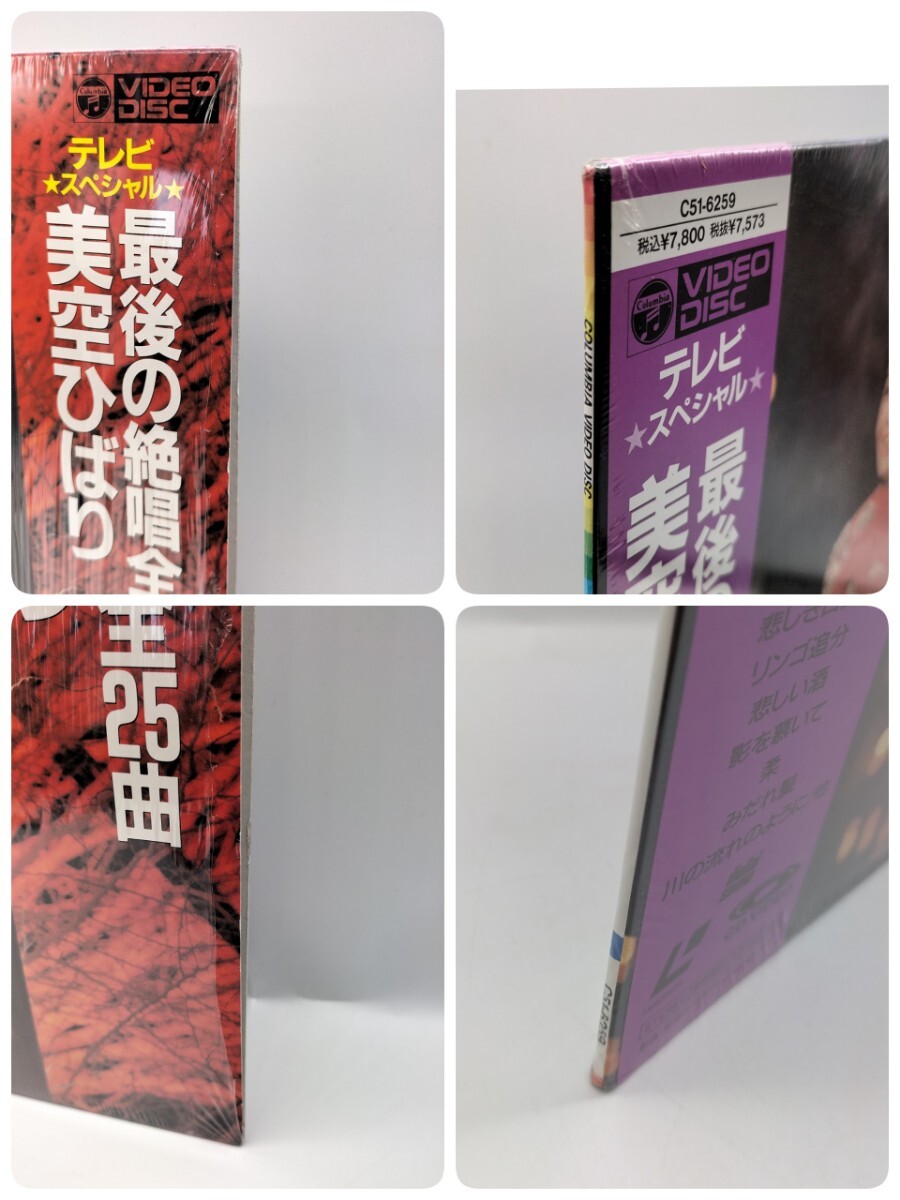 Columbia
VIDEO
DISC
テレビ
★スペシャル★
最後の絶唱全
美空ひばり
C51-6259
税込¥7,800 税抜¥7,573
Columbia
VIDEO
DISC
テレビ
★スペシャル★
最後
美空
COLUMBIA VIDEO DISC
全25曲
リンゴ追分
悲しい酒
影を慕いて
柔
みだれ髪
川の流れのように
C51-6259